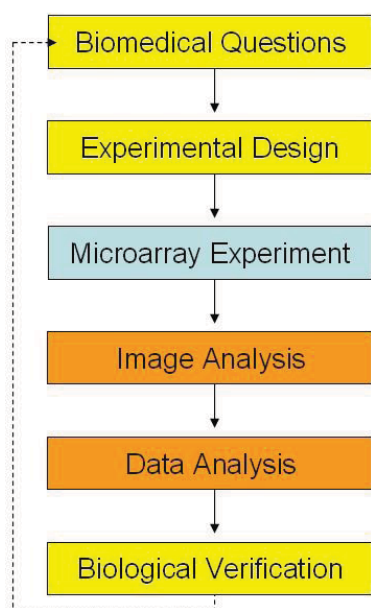 Biomedical Questions
Experimental Design
Microarray Experiment
Image Analysis
Data Analysis
Biological Verification